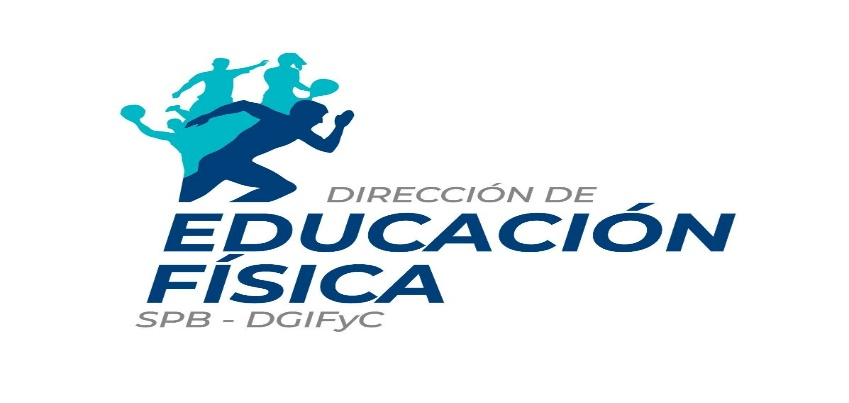 DIRECCIÓN DE
EDUCACIÓN
FÍSICA
SPB - DGIFyC